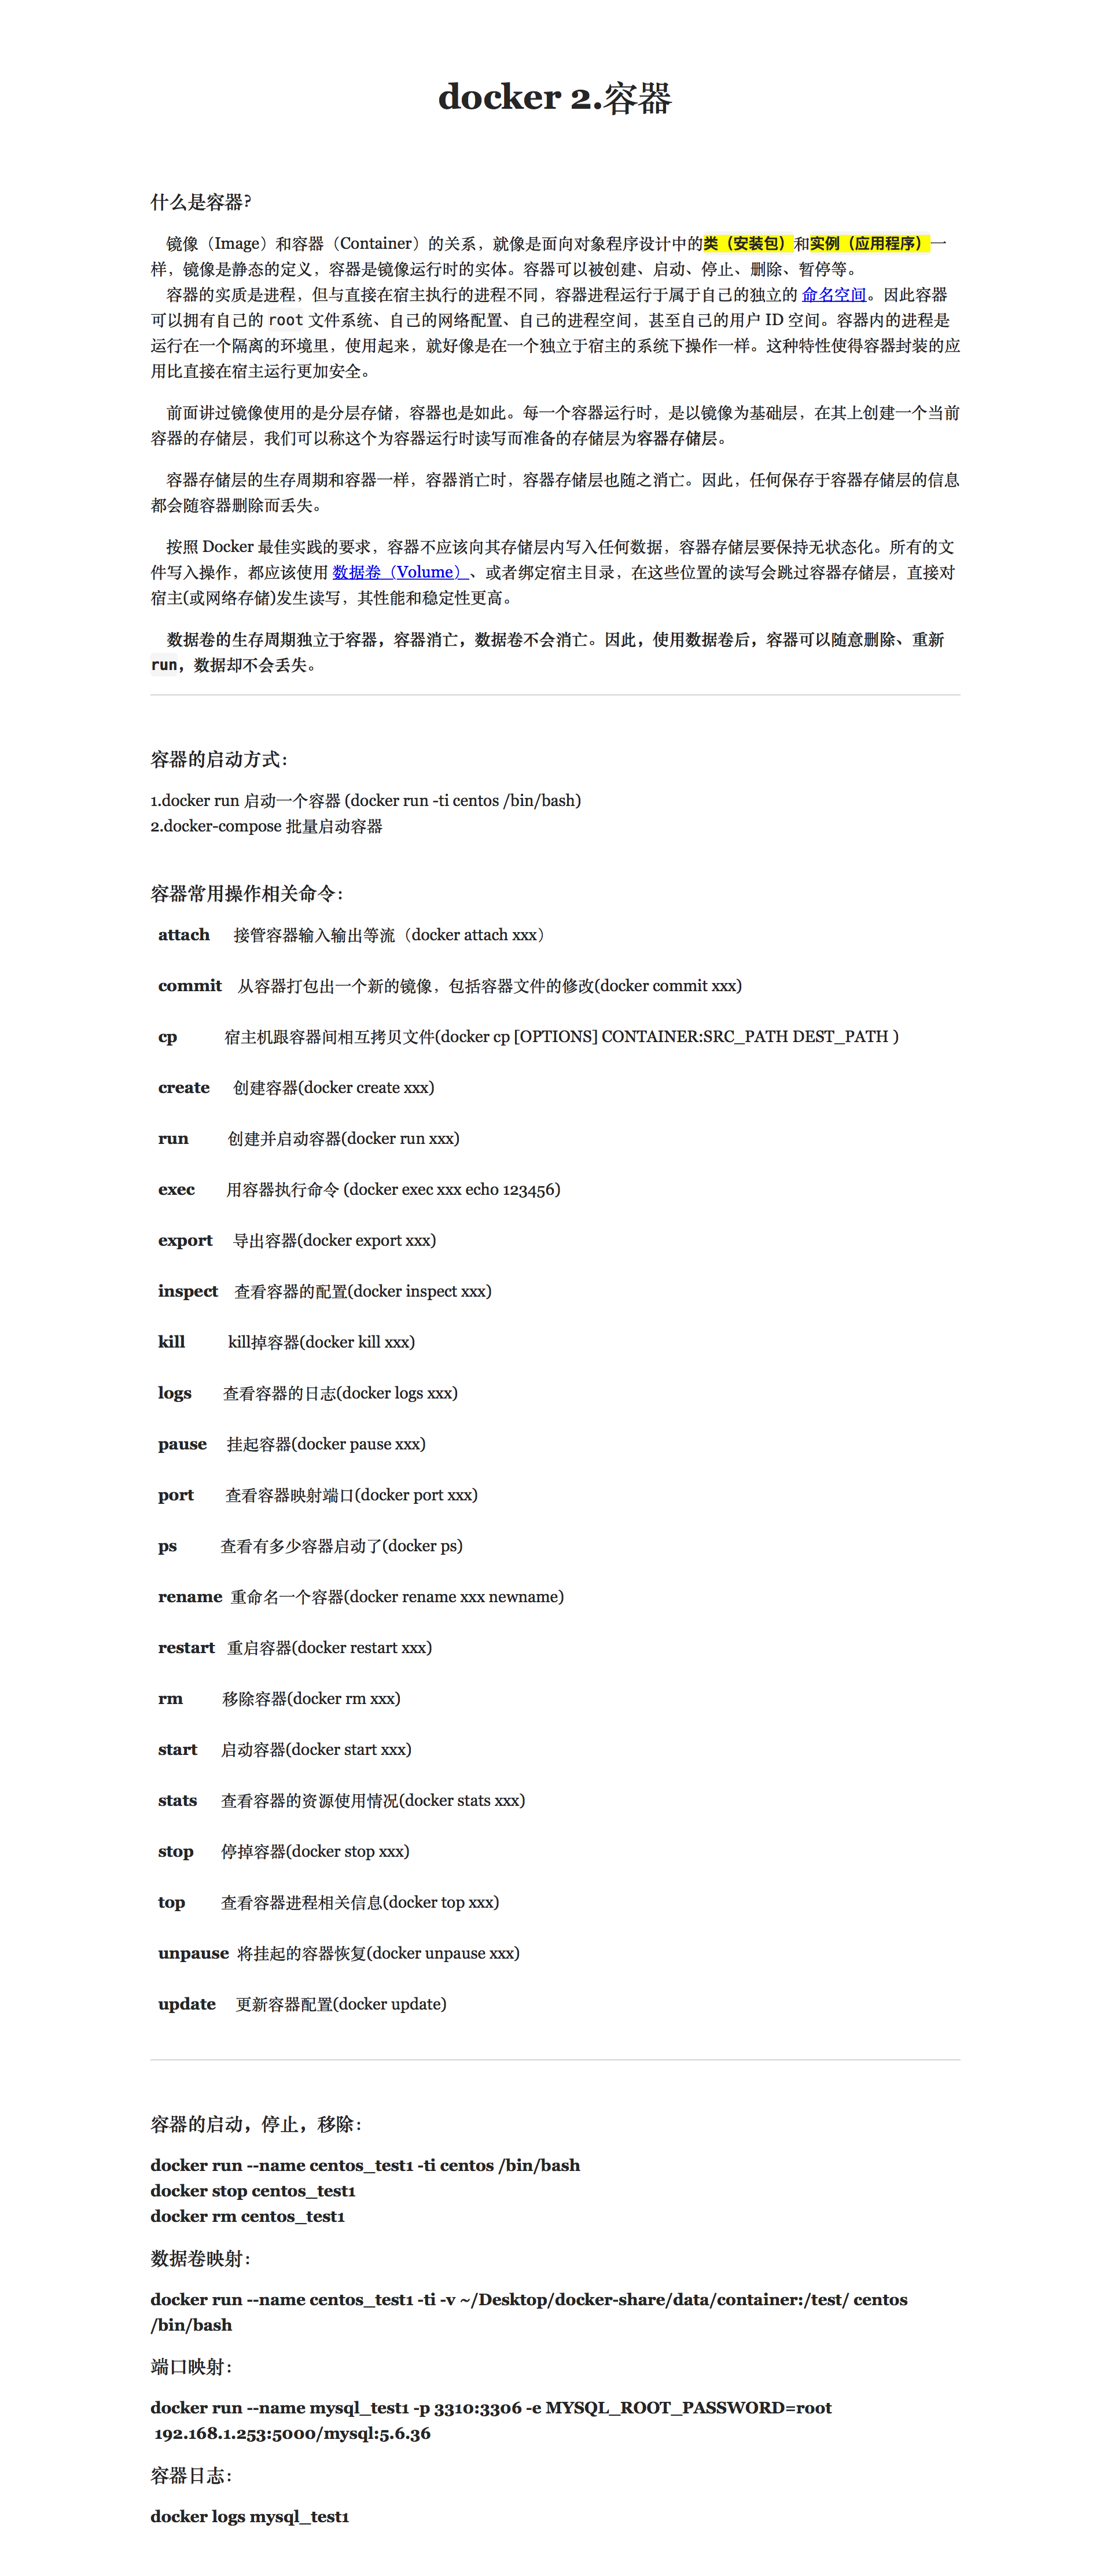 docker 2.容器
什么是容器?
镜像（Image）和容器（Container）的关系，就像是面向对象程序设计中的类（安装包）和实例（应用程序）一
样，镜像是静态的定义，容器是镜像运行时的实体。容器可以被创建、启动、停止、删除、暂停等。
容器的实质是进程，但与直接在宿主执行的进程不同，容器进程运行于属于自己的独立的 命名空间。因此容器
可以拥有自己的 root 文件系统、自己的网络配置、自己的进程空间，甚至自己的用户 ID 空间。容器内的进程是
运行在一个隔离的环境里，使用起来，就好像是在一个独立于宿主的系统下操作一样。这种特性使得容器封装的应
用比直接在宿主运行更加安全。
前面讲过镜像使用的是分层存储，容器也是如此。每一个容器运行时，是以镜像为基础层，在其上创建一个当前
容器的存储层，我们可以称这个为容器运行时读写而准备的存储层为容器存储层。
容器存储层的生存周期和容器一样，容器消亡时，容器存储层也随之消亡。因此，任何保存于容器存储层的信息
都会随容器删除而丢失。
按照 Docker 最佳实践的要求，容器不应该向其存储层内写入任何数据，容器存储层要保持无状态化。所有的文
件写入操作，都应该使用 数据卷（Volume）、或者绑定宿主目录，在这些位置的读写会跳过容器存储层，直接对
宿主(或网络存储)发生读写，其性能和稳定性更高。
数据卷的生存周期独立于容器，容器消亡，数据卷不会消亡。因此，使用数据卷后，容器可以随意删除、重新
run，数据却不会丢失。
容器的启动方式：
1.docker run 启动一个容器 (docker run -ti centos /bin/bash)
2.docker-compose 批量启动容器
容器常用操作相关命令：
attach 接管容器输入输出等流（docker attach xxx）
commit 从容器打包出一个新的镜像，包括容器文件的修改(docker commit xxx)
cp 宿主机跟容器间相互拷贝文件(docker cp [OPTIONS] CONTAINER:SRC_PATH DEST_PATH )
create 创建容器(docker create xxx)
run 创建并启动容器(docker run xxx)
exec 用容器执行命令 (docker exec xxx echo 123456)
export 导出容器(docker export xxx)
inspect 查看容器的配置(docker inspect xxx)
kill kill掉容器(docker kill xxx)
logs 查看容器的日志(docker logs xxx)
pause 挂起容器(docker pause xxx)
port 查看容器映射端口(docker port xxx)
ps 查看有多少容器启动了(docker ps)
rename 重命名一个容器(docker rename xxx newname)
restart 重启容器(docker restart xxx)
rm 移除容器(docker rm xxx)
start 启动容器(docker start xxx)
stats 查看容器的资源使用情况(docker stats xxx)
stop 停掉容器(docker stop xxx)
top 查看容器进程相关信息(docker top xxx)
unpause 将挂起的容器恢复(docker unpause xxx)
update 更新容器配置(docker update)
容器的启动，停止，移除：
docker run --name centos_test1 -ti centos /bin/bash
docker stop centos_test1
docker rm centos_test1
数据卷映射：
docker run --name centos_test1 -ti -v ~/Desktop/docker-share/data/container:/test/ centos
/bin/bash
端口映射：
docker run --name mysql_test1 -p 3310:3306 -e MYSQL_ROOT_PASSWORD=root
192.168.1.253:5000/mysql:5.6.36
容器日志：
docker logs mysql_test1